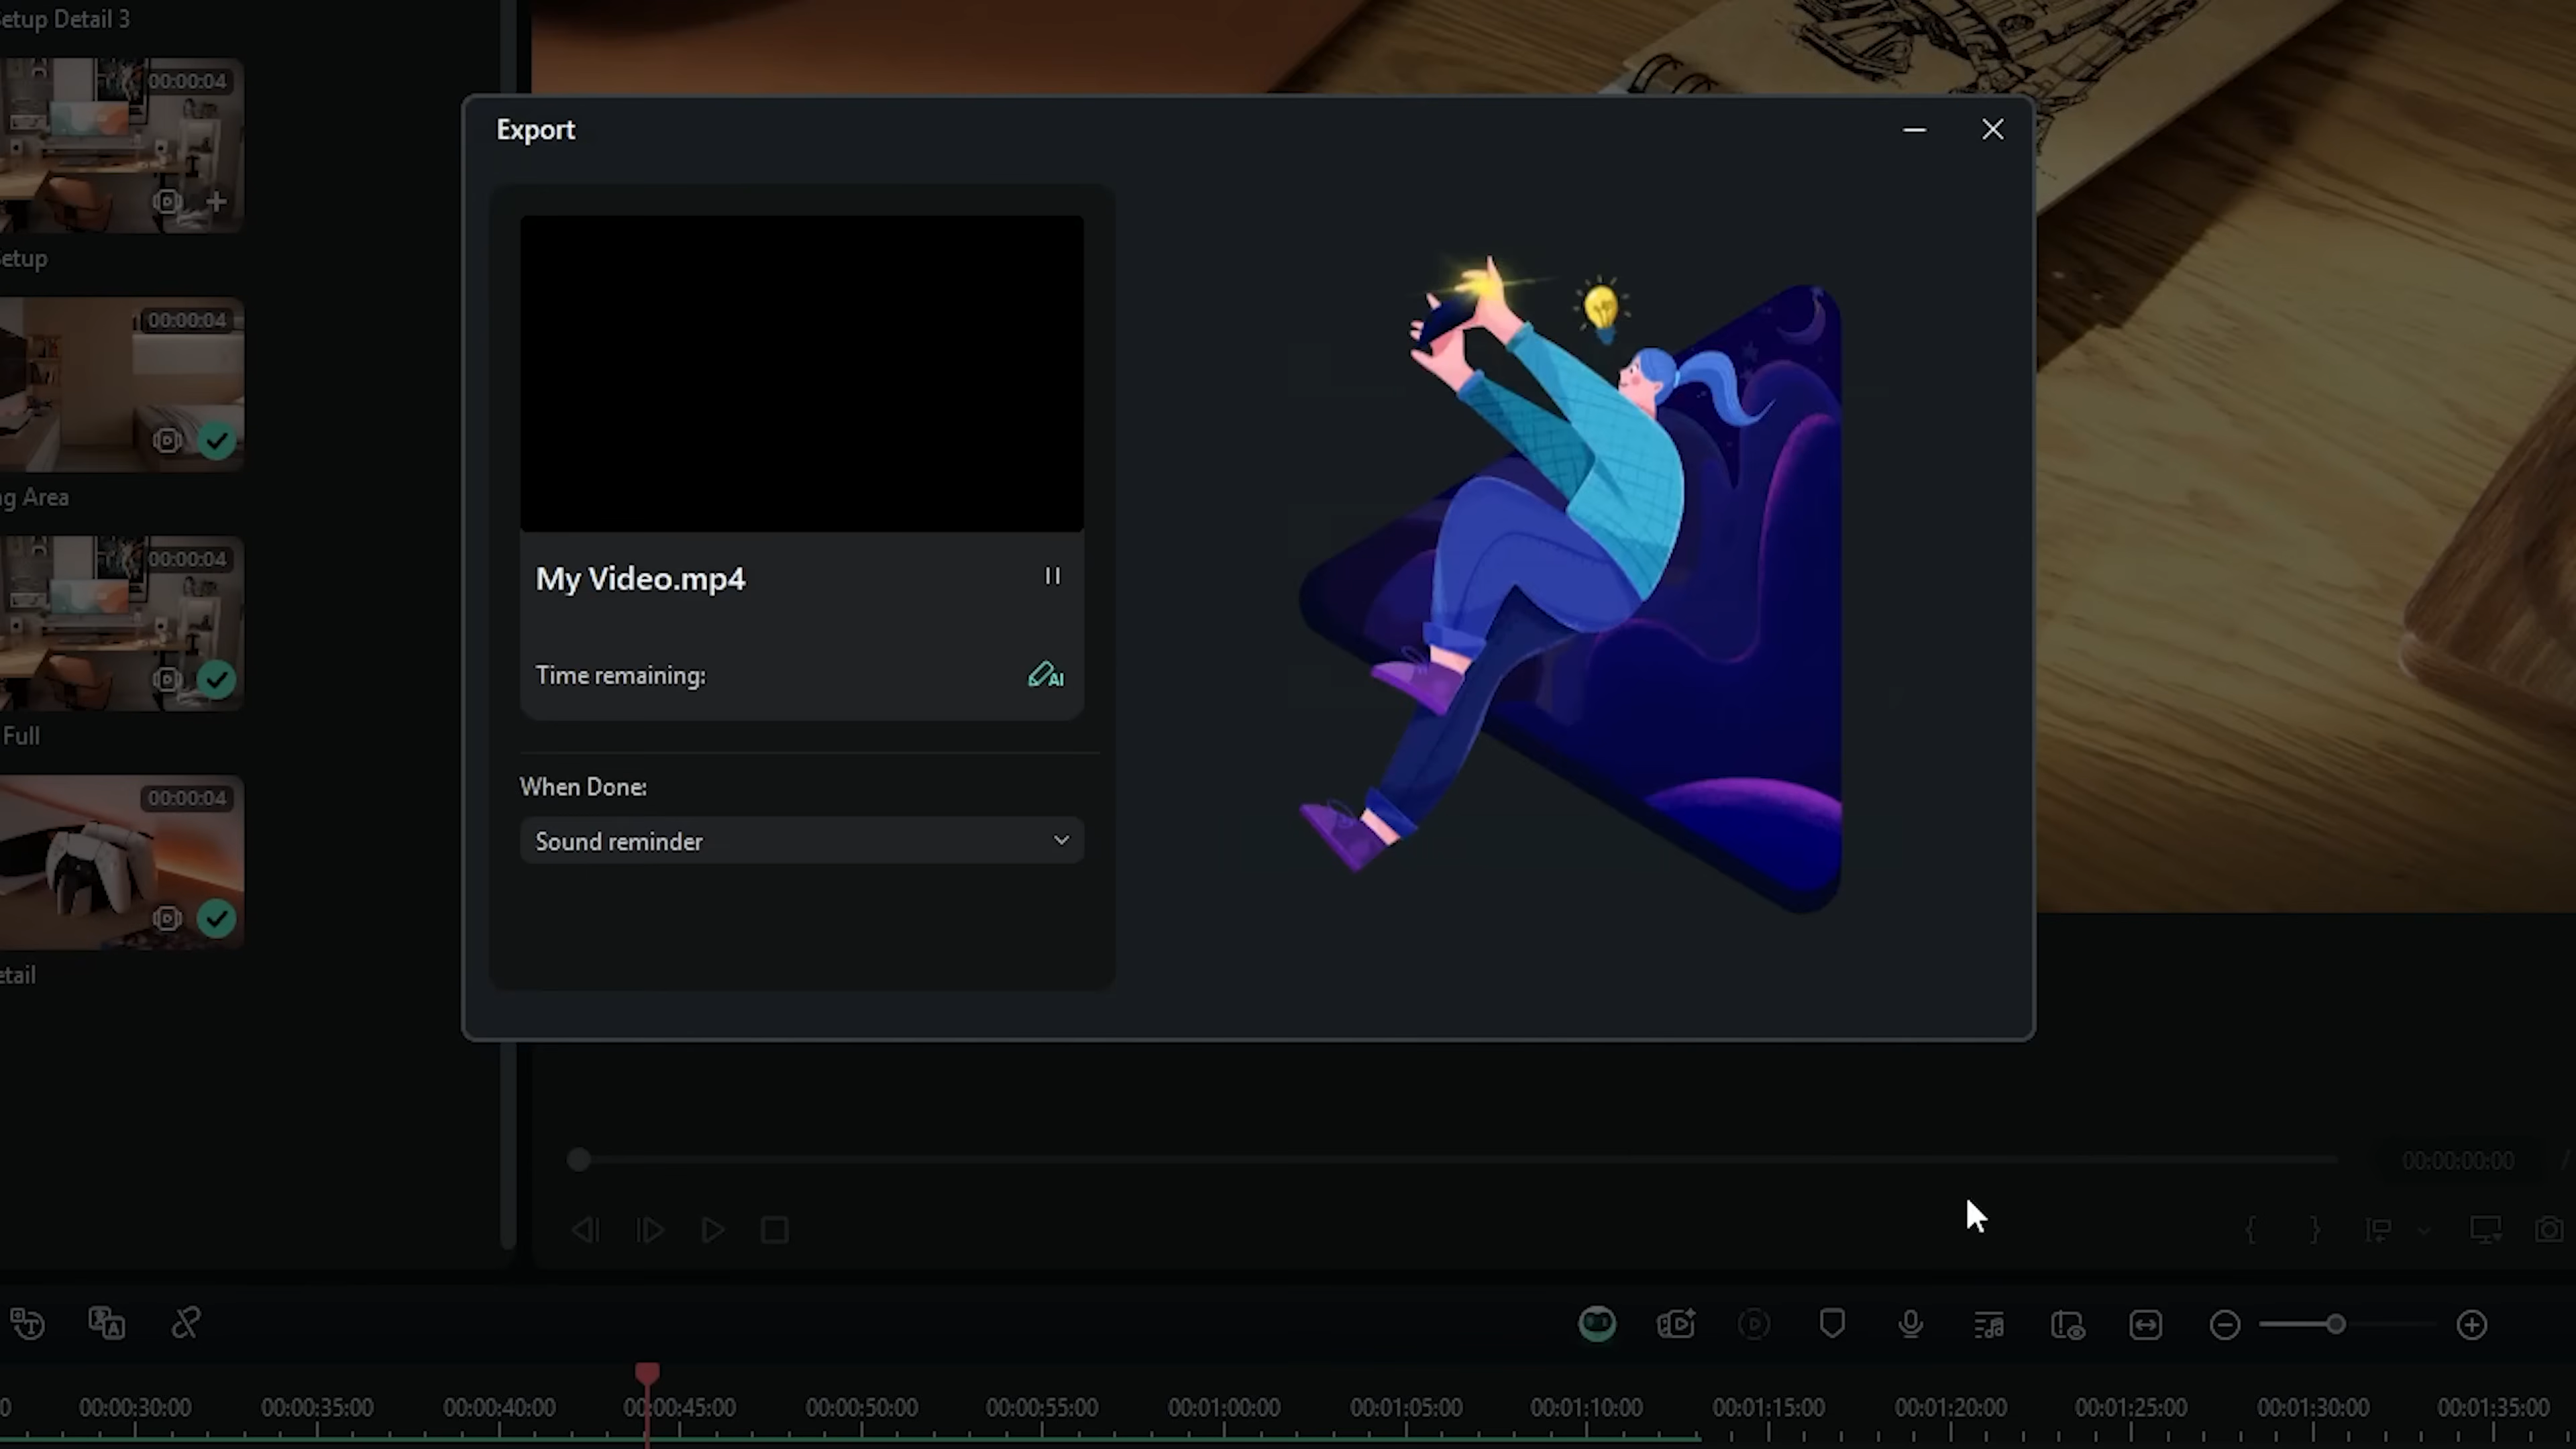 etup Detail 3
00:00:04
etup
00:00:04
ng Area
00:00:04
Full
00:00:04
etail
Export
My Video.mp4
Time remaining:
AI
When Done:
Sound reminder
00:00:00:00 /
0 00:00:30:00 00:00:35:00 00:00:40:00 00:00:45:00 00:00:50:00 00:00:55:00 00:01:00:00 00:01:05:00 00:01:10:00 00:01:15:00 00:01:20:00 00:01:25:00 00:01:30:00 00:01:35:00